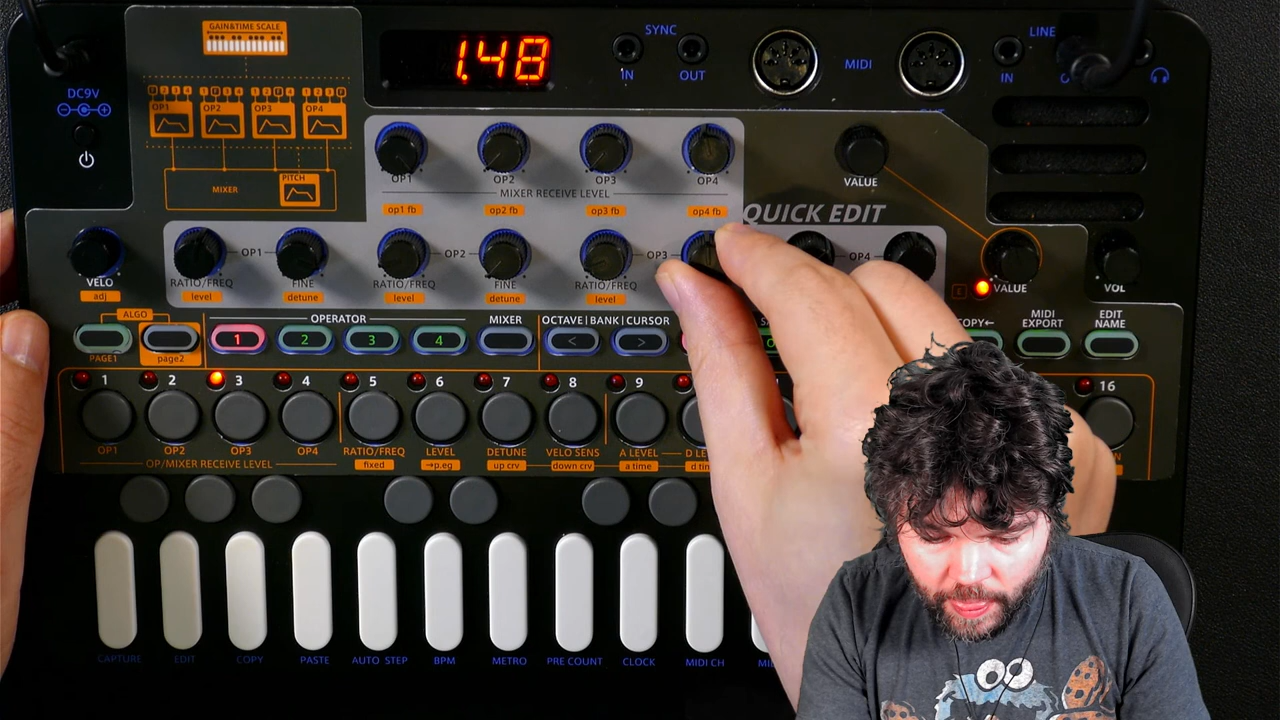 GAIN&TIME SCALE
1.48
SYNC
IN
OUT
MIDI
LINE
IN
DC9V
OP1
OP2
OP3
OP4
MIXER
PITCH
OP1
OP2
OP3
OP4
MIXER RECEIVE LEVEL
op1 fb
op2 fb
op3 fb
op4 fb
VALUE
QUICK EDIT
VELO
adj
RATIO/FREQ
level
OP1
FINE
detune
RATIO/FREQ
level
OP2
FINE
detune
RATIO/FREQ
level
OP3
OP4
VALUE
VOL
ALGO
PAGE1
page2
OPERATOR
1
2
3
4
MIXER
OCTAVE|BANK|CURSOR
<
>
COPY←
MIDI
EXPORT
EDIT
NAME
1 2 3 4 5 6 7 8 9 16
OP1
OP2
OP3
OP4
OP/MIXER RECEIVE LEVEL
RATIO/FREQ
fixed
LEVEL
→p.eg
DETUNE
up crv
VELO SENS
down crv
A LEVEL
a time
CAPTURE
EDIT
COPY
PASTE
AUTO STEP
BPM
METRO
PRE COUNT
CLOCK
MIDI CH